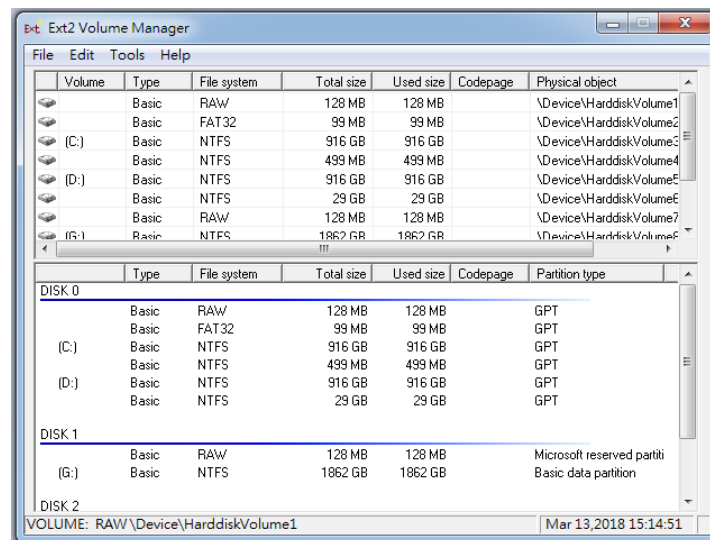 Ext2 Volume Manager
File Edit Tools Help
Volume Type File system Total size Used size Codepage Physical object
Basic RAW 128 MB 128 MB \Device\HarddiskVolume1
Basic FAT32 99 MB 99 MB \Device\HarddiskVolume2
(C:) Basic NTFS 916 GB 916 GB \Device\HarddiskVolume3
Basic NTFS 499 MB 499 MB \Device\HarddiskVolume4
(D:) Basic NTFS 916 GB 916 GB \Device\HarddiskVolume5
Basic NTFS 29 GB 29 GB \Device\HarddiskVolume6
Basic RAW 128 MB 128 MB \Device\HarddiskVolume7
(G:) Basic NTFS 1862 GB 1862 GB \Device\HarddiskVolume8
Type File system Total size Used size Codepage Partition type
DISK 0
Basic RAW 128 MB 128 MB GPT
Basic FAT32 99 MB 99 MB GPT
(C:) Basic NTFS 916 GB 916 GB GPT
Basic NTFS 499 MB 499 MB GPT
(D:) Basic NTFS 916 GB 916 GB GPT
Basic NTFS 29 GB 29 GB GPT
DISK 1
Basic RAW 128 MB 128 MB Microsoft reserved partiti
(G:) Basic NTFS 1862 GB 1862 GB Basic data partition
DISK 2
VOLUME: RAW \Device\HarddiskVolume1 Mar 13,2018 15:14:51